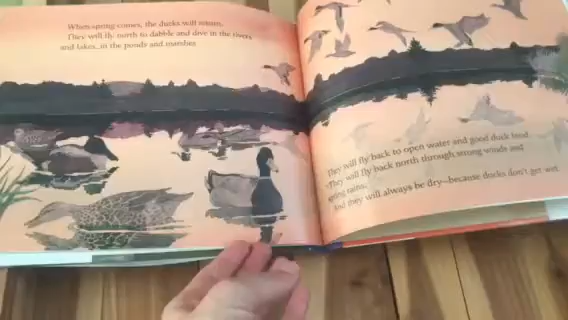 When spring comes, the ducks will return.
They will fly north to dabble and dive in the rivers
and lakes, in the ponds and marshes.
They will fly back to open water and good duck food.
They will fly back north through strong winds and
spring rains.
And they will always be dry—because ducks don't get wet.